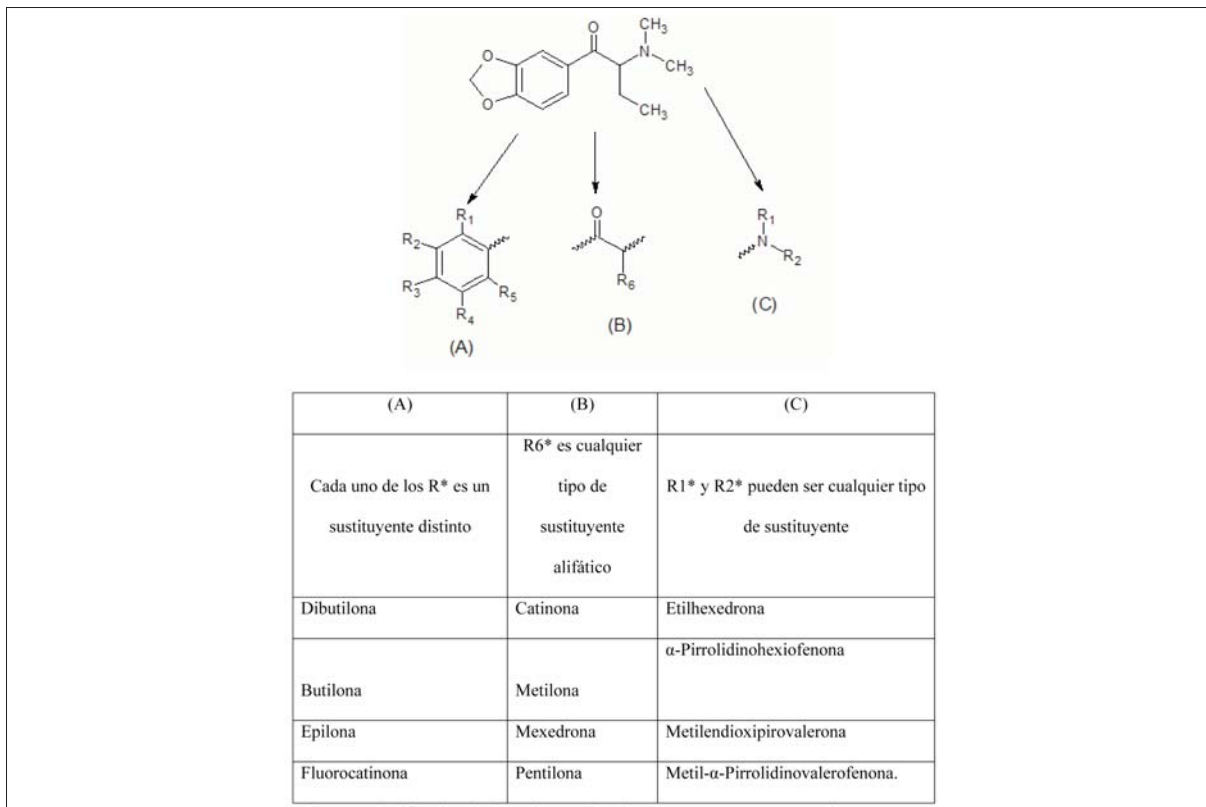 O
CH3
N
CH3
O
O
CH3
R1
R2
R3
R4
R5
(A)
O
R6
(B)
R1
N
R2
(C)
(A)
(B)
(C)
Cada uno de los R* es un
sustituyente distinto
R6* es cualquier
tipo de
sustituyente
alifático
R1* y R2* pueden ser cualquier tipo
de sustituyente
Dibutilona
Catinona
Etilhexedrona
Butilona
Metilona
α-Pirrolidinohexiofenona
Epilona
Mexedrona
Metilendioxipirovalerona
Fluorocatinona
Pentilona
Metil-α-Pirrolidinovalerofenona.